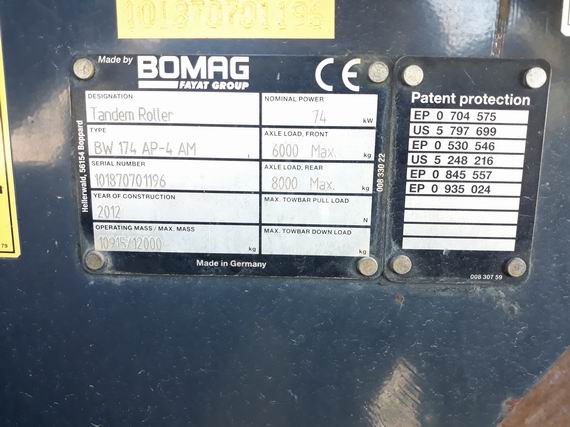 101870701196
Made by BOMAG
FAYAT GROUP
CE
DESIGNATION
Tandem Roller
NOMINAL POWER
74 kW
TYPE
BW 174 AP-4 AM
AXLE LOAD, FRONT
6000 Max. kg
SERIAL NUMBER
101870701196
AXLE LOAD, REAR
8000 Max. kg
YEAR OF CONSTRUCTION
2012
MAX. TOWBAR PULL LOAD
N
OPERATING MASS / MAX. MASS
10915/12000 kg
MAX. TOWBAR DOWN LOAD
kg
Made in Germany
Hellerwald, 56154 Boppard
008 330 22
Patent protection
EP 0 704 575
US 5 797 699
EP 0 530 546
US 5 248 216
EP 0 845 557
EP 0 935 024
008 307 59
79